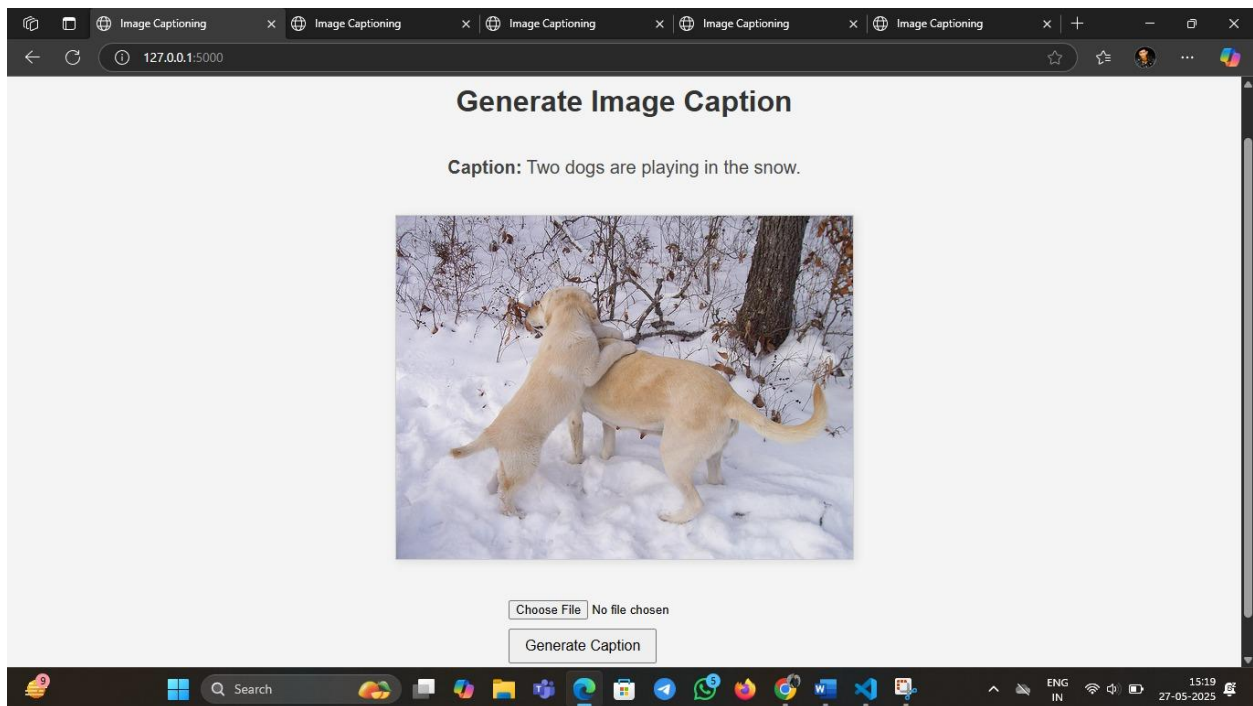 Image Captioning
Image Captioning
Image Captioning
Image Captioning
Image Captioning
127.0.0.1:5000
Generate Image Caption
Caption: Two dogs are playing in the snow.
Choose File No file chosen
Generate Caption
9
Search
5
ENG
IN
15:19
27-05-2025